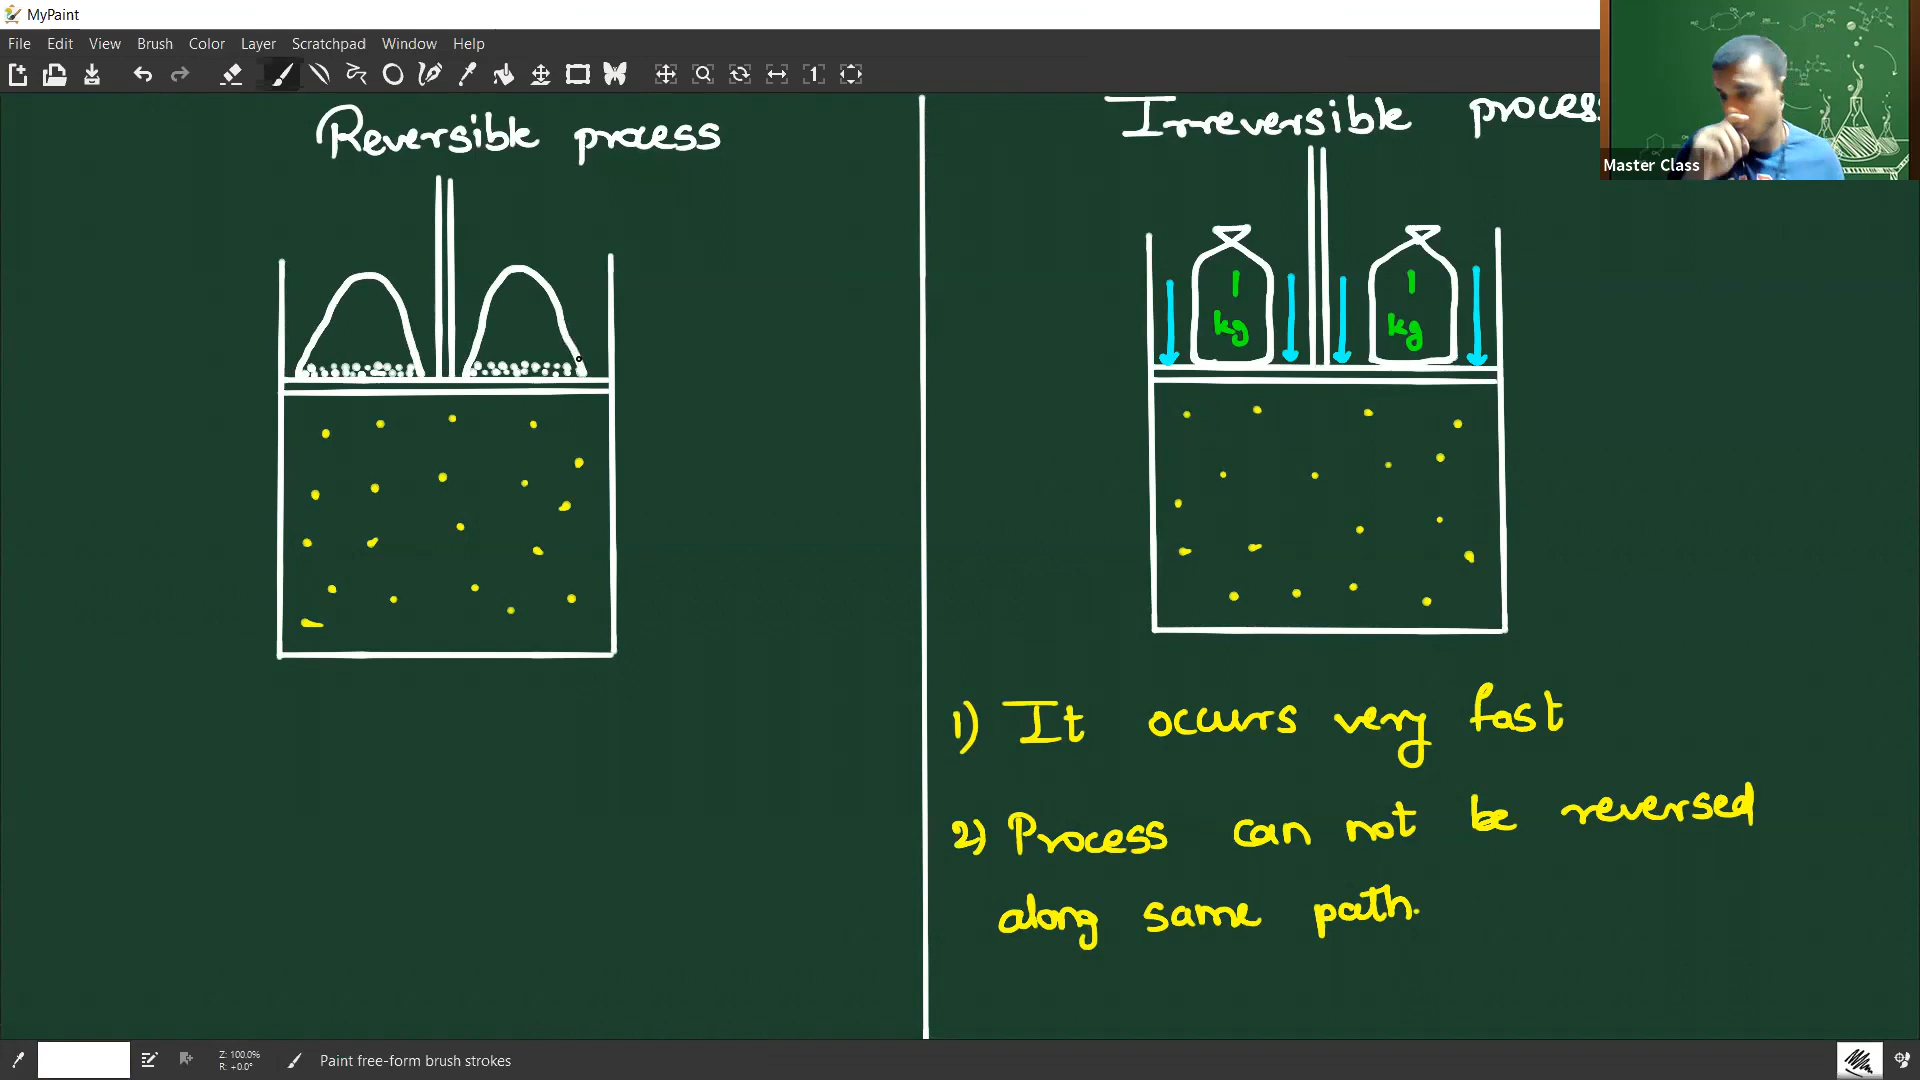 MyPaint
File Edit View Brush Color Layer Scratchpad Window Help
1
Reversible process
Irreversible process
Master Class
1 kg
1 kg
1) It occurs very fast
2) Process can not be reversed
along same path.
Z: 100.0%
R: +0.0°
Paint free-form brush strokes